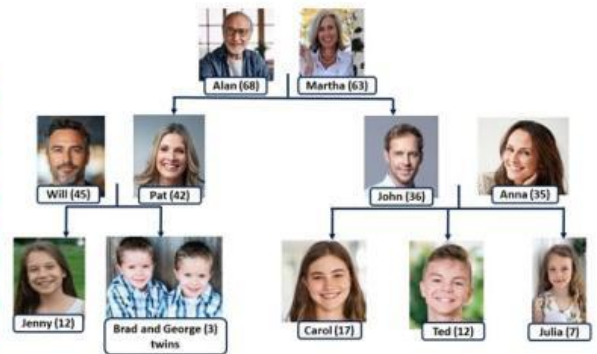 Alan (68)
Martha (63)
Will (45)
Pat (42)
John (36)
Anna (35)
Jenny (12)
Brad and George (3)
twins
Carol (17)
Ted (12)
Julia (7)